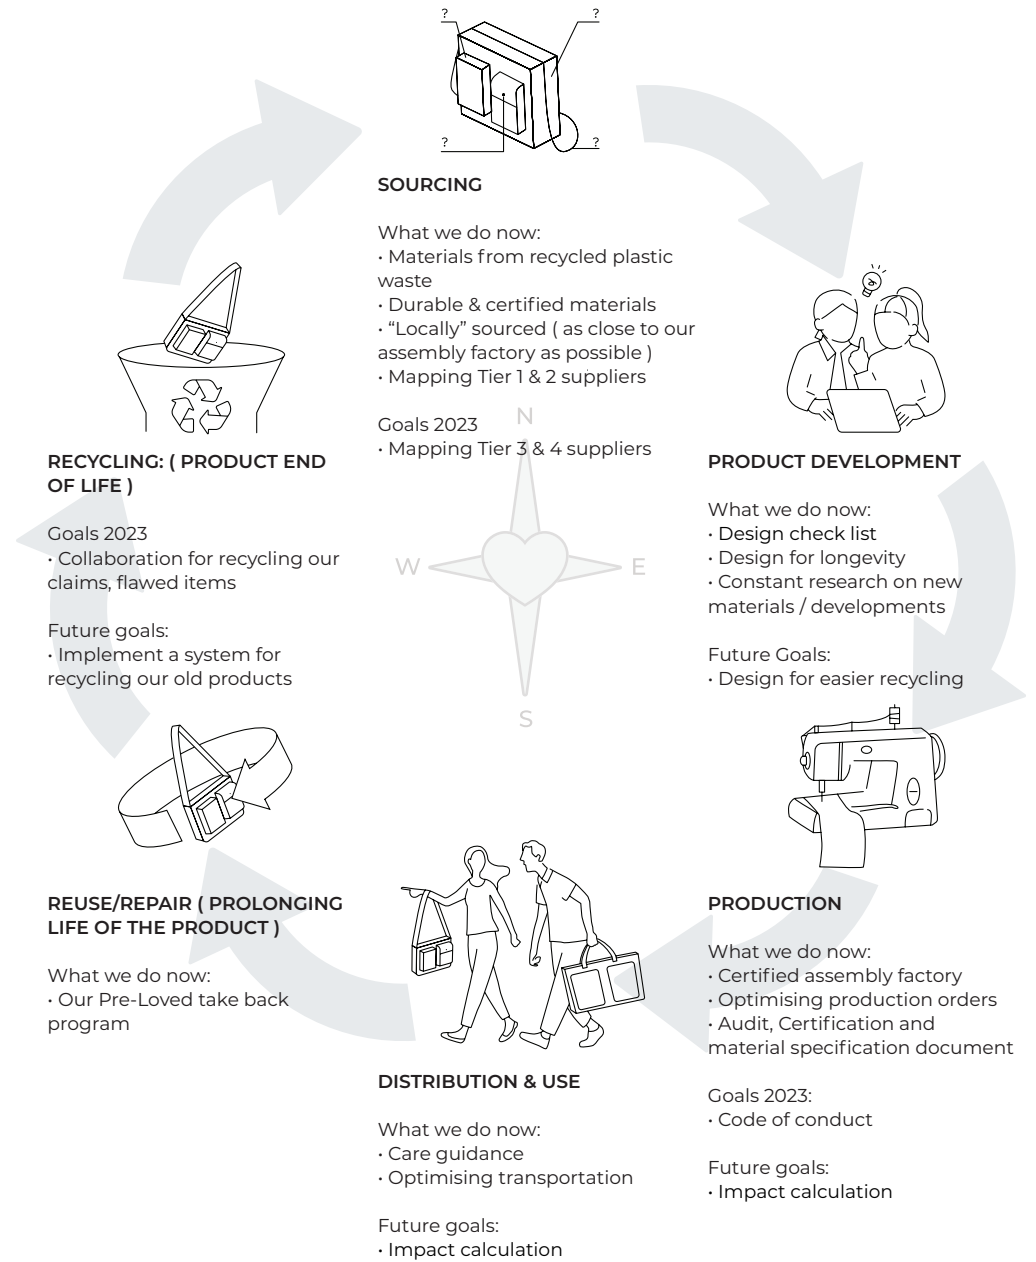 ?
?
?
?
SOURCING
What we do now:
• Materials from recycled plastic
waste
• Durable & certified materials
• “Locally” sourced ( as close to our
assembly factory as possible )
• Mapping Tier 1 & 2 suppliers
Goals 2023
• Mapping Tier 3 & 4 suppliers
N
W
E
S
PRODUCT DEVELOPMENT
What we do now:
• Design check list
• Design for longevity
• Constant research on new
materials / developments
Future Goals:
• Design for easier recycling
PRODUCTION
What we do now:
• Certified assembly factory
• Optimising production orders
• Audit, Certification and
material specification document
Goals 2023:
• Code of conduct
Future goals:
• Impact calculation
DISTRIBUTION & USE
What we do now:
• Care guidance
• Optimising transportation
Future goals:
• Impact calculation
REUSE/REPAIR ( PROLONGING
LIFE OF THE PRODUCT )
What we do now:
• Our Pre-Loved take back
program
RECYCLING: ( PRODUCT END
OF LIFE )
Goals 2023
• Collaboration for recycling our
claims, flawed items
Future goals:
• Implement a system for
recycling our old products